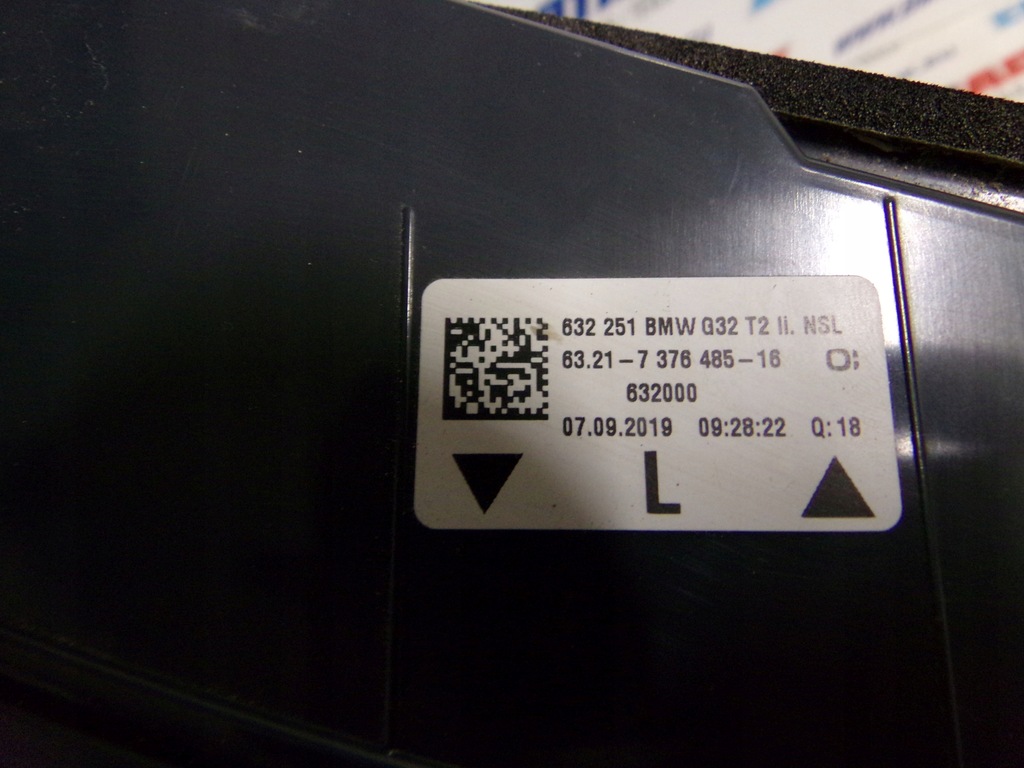 632 251 BMW G32 T2 li. NSL
63.21-7 376 485-16 O:
632000
07.09.2019 09:28:22 Q:18
L